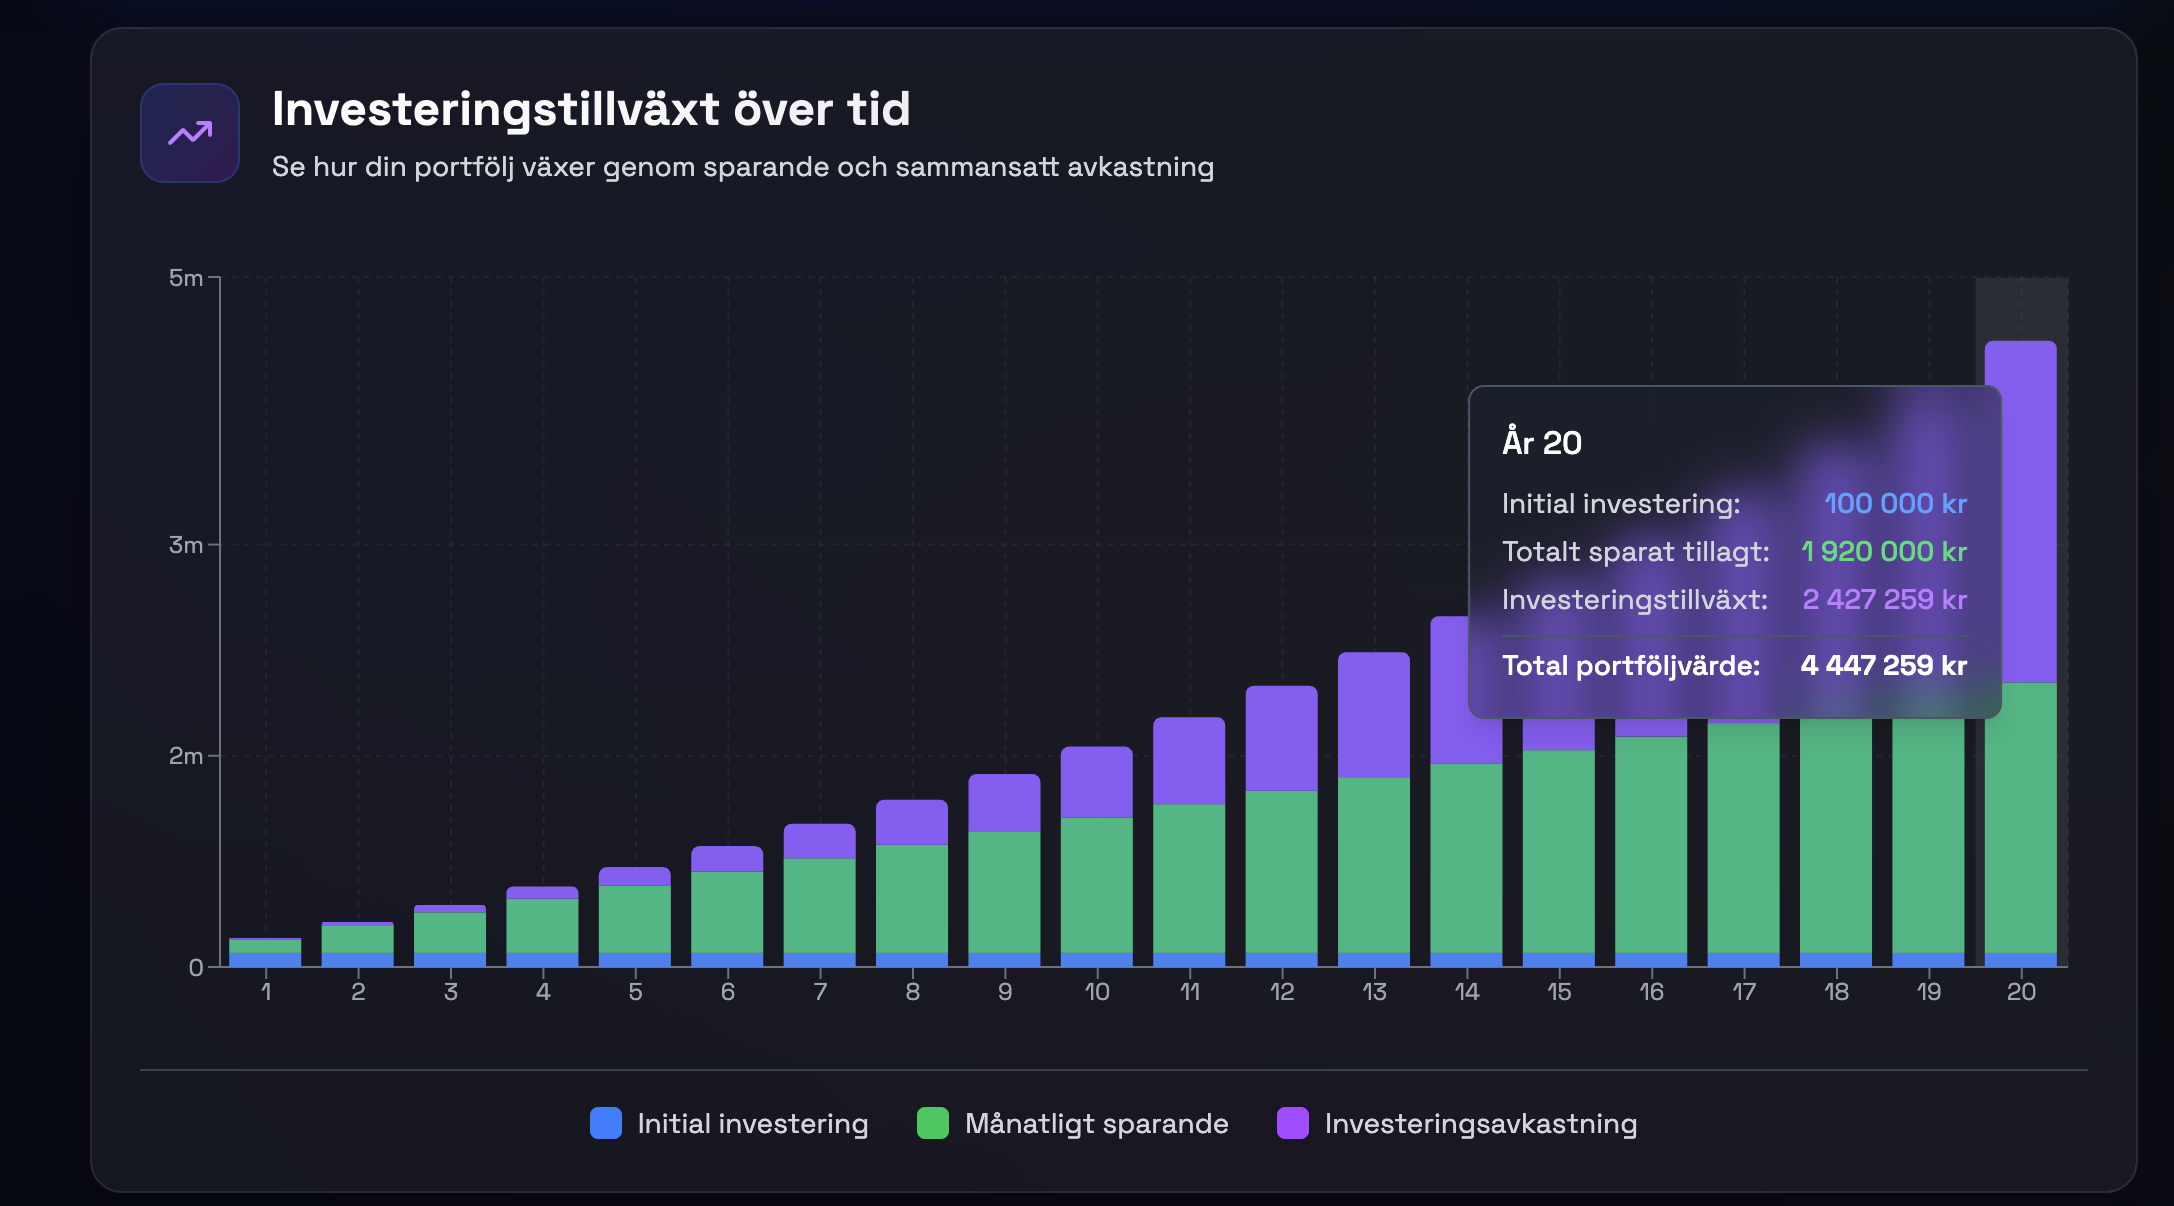 Investeringstillväxt över tid
Se hur din portfölj växer genom sparande och sammansatt avkastning
5m
3m
2m
0
År 20
Initial investering: 100 000 kr
Totalt sparat tillagt: 1 920 000 kr
Investeringstillväxt: 2 427 259 kr
Total portföljvärde: 4 447 259 kr
1 2 3 4 5 6 7 8 9 10 11 12 13 14 15 16 17 18 19 20
Initial investering Månatligt sparande Investeringsavkastning